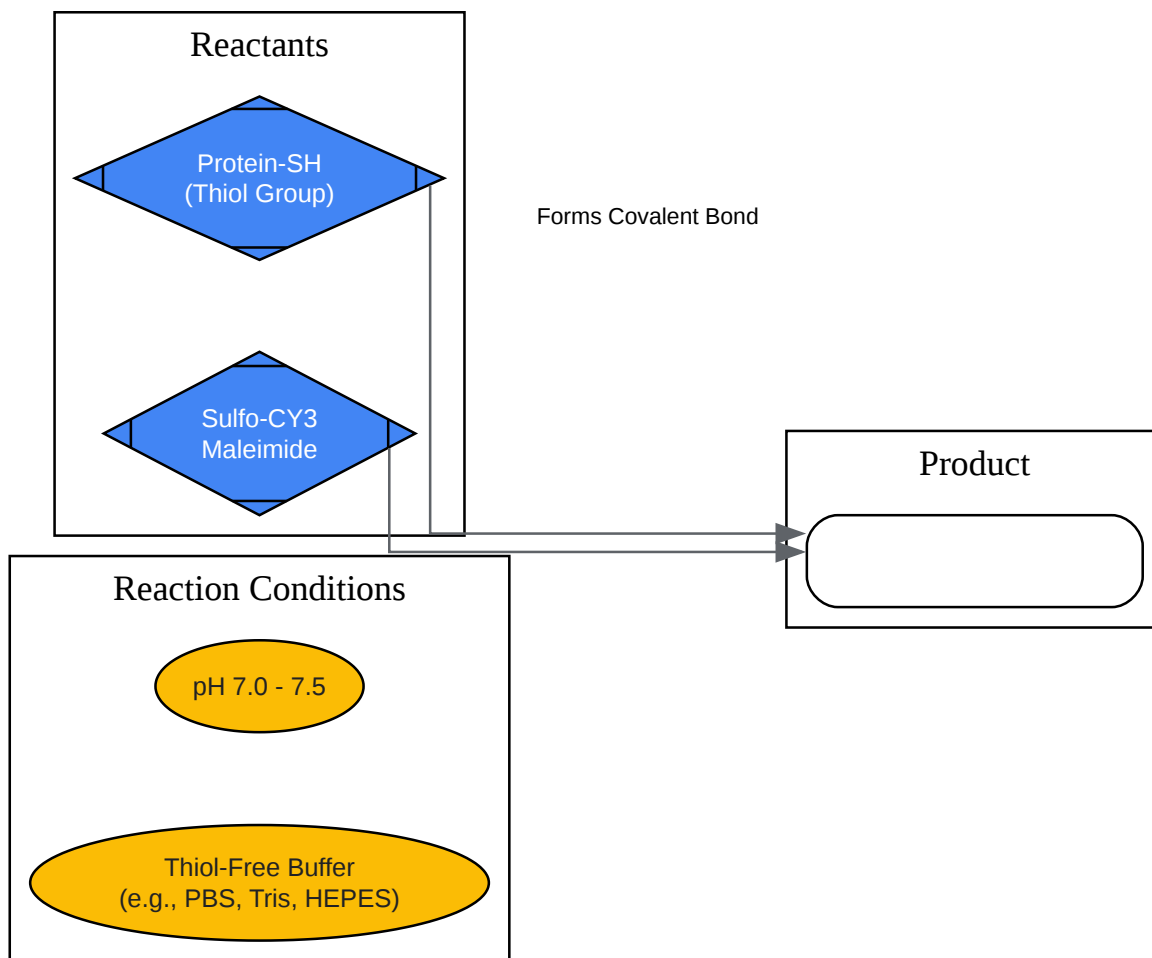 Reactants
Protein-SH
(Thiol Group)
Forms Covalent Bond
Sulfo-CY3
Maleimide
Product
Reaction Conditions
pH 7.0 - 7.5
Thiol-Free Buffer
(e.g., PBS, Tris, HEPES)